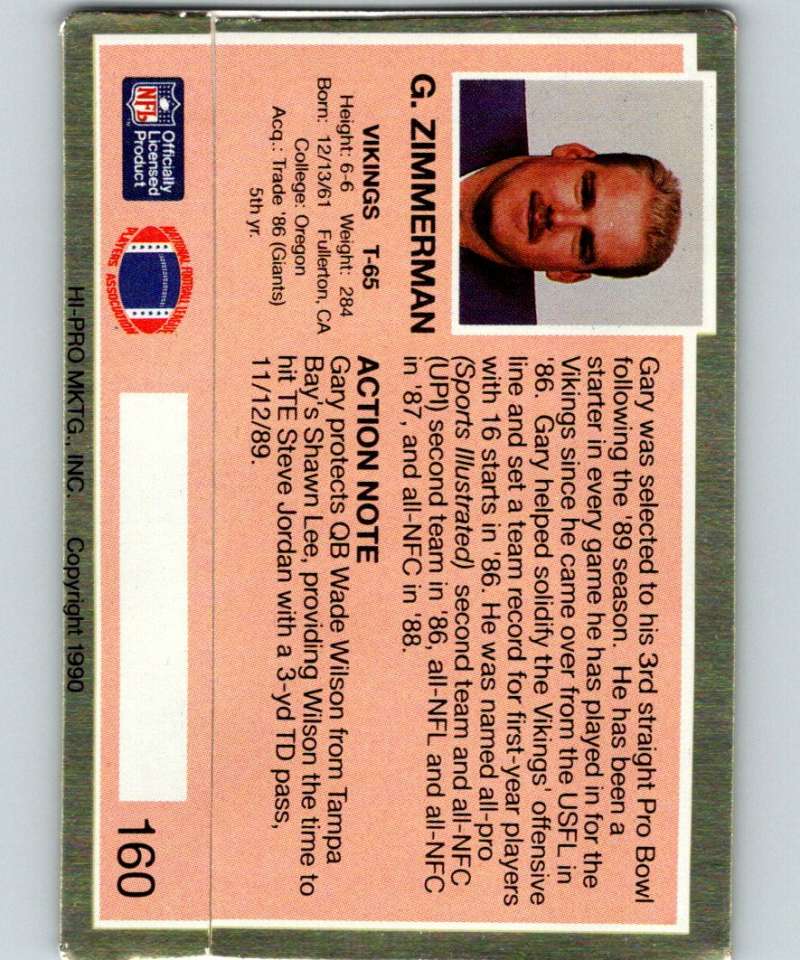 G. ZIMMERMAN
VIKINGS T-65
Height: 6-6 Weight: 284
Born: 12/13/61 Fullerton, CA
College: Oregon
Acq.: Trade '86 (Giants)
5th yr.
Gary was selected to his 3rd straight Pro Bowl
following the '89 season. He has been a
starter in every game he has played in for the
Vikings since he came over from the USFL in
'86. Gary helped solidify the Vikings' offensive
line and set a team record for first-year players
with 16 starts in '86. He was named all-pro
(Sports Illustrated) second team and all-NFC
(UPI) second team in '86, all-NFL and all-NFC
in '87, and all-NFC in '88.
ACTION NOTE
Gary protects QB Wade Wilson from Tampa
Bay's Shawn Lee, providing Wilson the time to
hit TE Steve Jordan with a 3-yd TD pass,
11/12/89.
NFL
Officially
Licensed
Product
NATIONAL FOOTBALL LEAGUE
PLAYERS ASSOCIATION
160
HI-PRO MKTG., INC. Copyright 1990